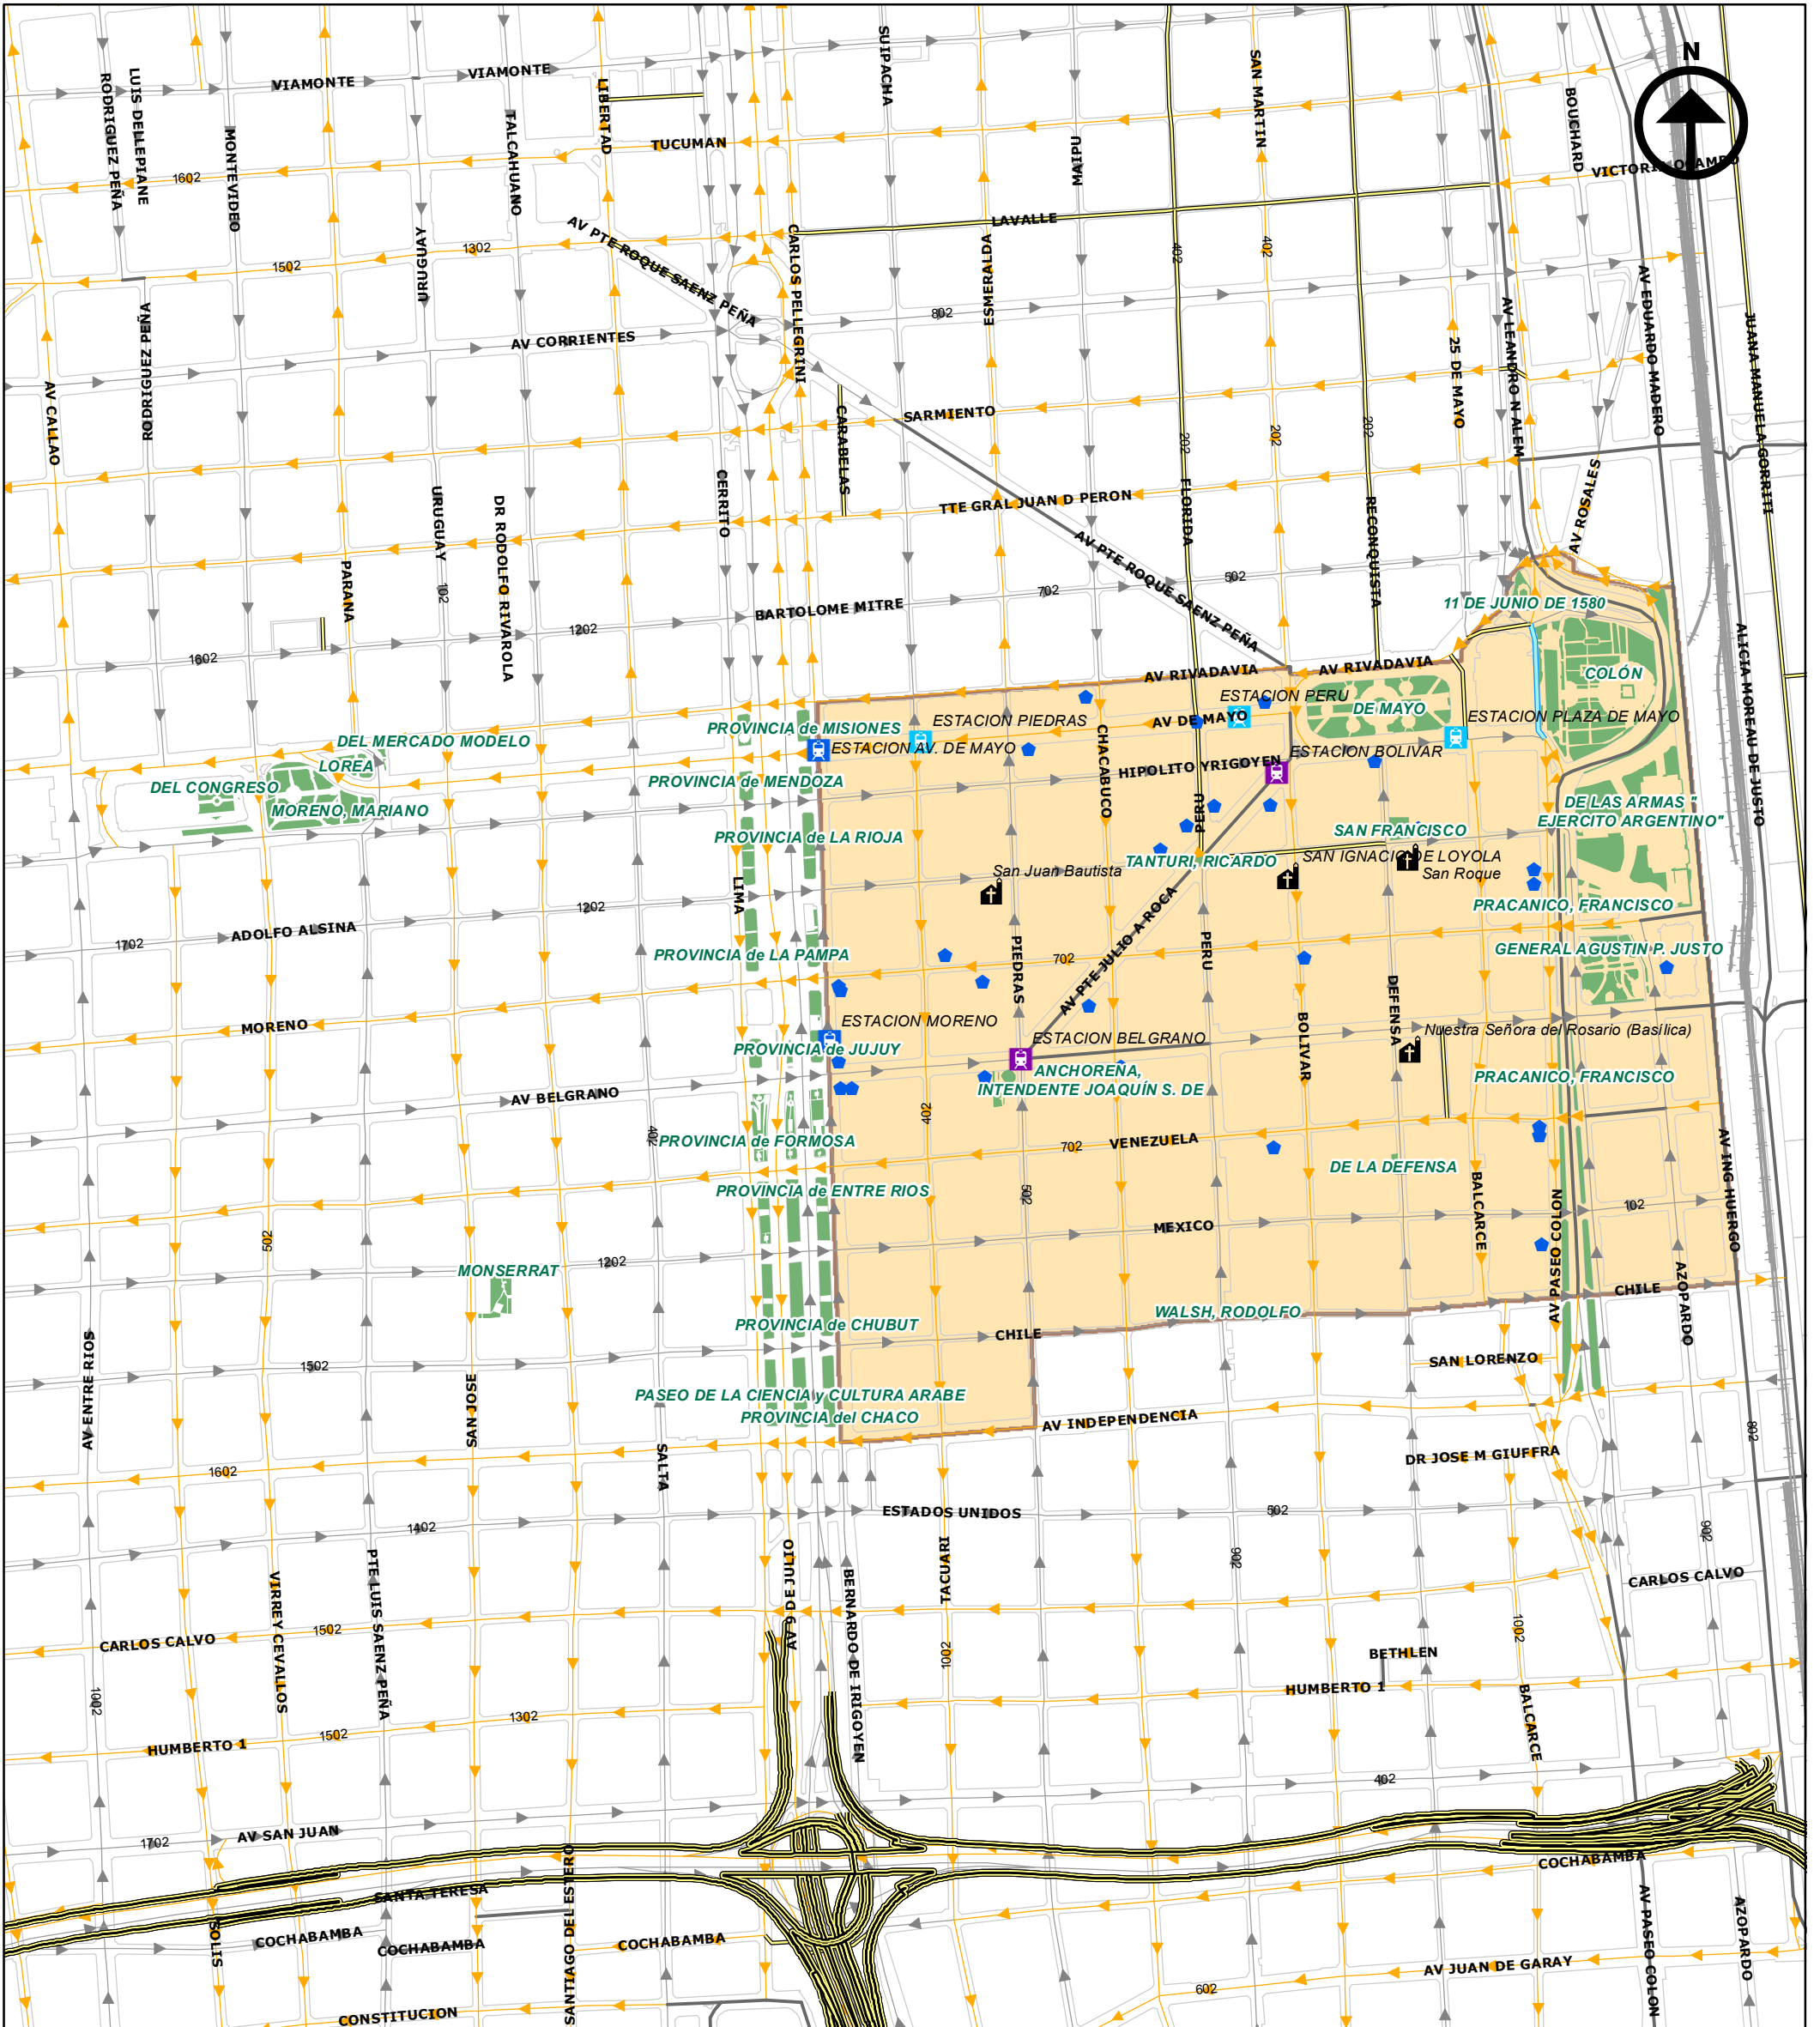 N
VIAMONTE
VIAMONTE
LUIS DELLEPIANE
RODRIGUEZ PEÑA
MONTEVIDEO
TALCAHUANO
LIBERTAD
SUIPACHA
SAN MARTIN
BOUCHARD
TUCUMAN
MAIPU
1602
VICTORIA OCAMPO
LAVALLE
AV PTE ROQUE SAENZ PEÑA
CARLOS PELLEGRINI
ESMERALDA
URUGUAY
1302
1502
402
402
AV EDUARDO MADERO
AV LEANDRO N ALEM
JUANA MANUELA GORRITI
RODRIGUEZ PEÑA
AV CORRIENTES
802
25 DE MAYO
AV CALLAO
CARABELAS
SARMIENTO
202
202
202
CERRITO
URUGUAY
DR RODOLFO RIVAROLA
TTE GRAL JUAN D PERON
FLORIDA
RECONQUISTA
AV ROSALES
PARANA
102
AV PTE ROQUE SAENZ PEÑA
502
702
BARTOLOME MITRE
1202
1602
11 DE JUNIO DE 1580
ALICIA MOREAU DE JUSTO
AV RIVADAVIA
AV RIVADAVIA
COLÓN
ESTACION PERU
DE MAYO
AV DE MAYO
ESTACION PIEDRAS
ESTACION PLAZA DE MAYO
PROVINCIA de MISIONES
DEL MERCADO MODELO
ESTACION AV. DE MAYO
ESTACION BOLIVAR
CHACABUCO
LOREA
HIPOLITO YRIGOYEN
PROVINCIA de MENDOZA
DEL CONGRESO
MORENO, MARIANO
PERU
DE LAS ARMAS "
EJERCITO ARGENTINO"
PROVINCIA de LA RIOJA
SAN FRANCISCO
TANTURI, RICARDO
SAN IGNACIO DE LOYOLA
San Roque
San Juan Bautista
LIMA
1202
PRACANICO, FRANCISCO
ADOLFO ALSINA
1702
PROVINCIA de LA PAMPA
PIEDRAS
AV PTE JULIO A ROCA
PERU
702
GENERAL AGUSTIN P. JUSTO
MORENO
ESTACION MORENO
BOLIVAR
DEFENSA
Nuestra Señora del Rosario (Basílica)
ESTACION BELGRANO
PROVINCIA de JUJUY
ANCHOREÑA,
INTENDENTE JOAQUÍN S. DE
PRACANICO, FRANCISCO
AV BELGRANO
402
402
PROVINCIA de FORMOSA
702
VENEZUELA
DE LA DEFENSA
AV ING HUERGO
PROVINCIA de ENTRE RIOS
502
BALCARCE
AV PASEO COLON
102
MEXICO
502
MONSERRAT
1202
AZOPARDO
CHILE
WALSH, RODOLFO
PROVINCIA de CHUBUT
CHILE
SAN LORENZO
AV ENTRE RIOS
1502
SAN JOSE
PASEO DE LA CIENCIA y CULTURA ARABE
PROVINCIA del CHACO
AV INDEPENDENCIA
802
SALTA
1602
DR JOSE M GIUFFRA
ESTADOS UNIDOS
502
1402
902
902
TACUARI
AV 9 DE JULIO
BERNARDO DE IRIGOYEN
PTE LUIS SAENZ PEÑA
VIRREY CEVALLOS
CARLOS CALVO
CARLOS CALVO
1502
1002
1002
BETHLEN
HUMBERTO 1
1002
1302
1502
HUMBERTO 1
BALCARCE
402
AV SAN JUAN
1702
COCHABAMBA
SANTA TERESA
SANTIAGO DEL ESTERO
SOLIS
COCHABAMBA
COCHABAMBA
COCHABAMBA
AV PASEO COLON
AZOPARDO
AV JUAN DE GARAY
602
CONSTITUCION